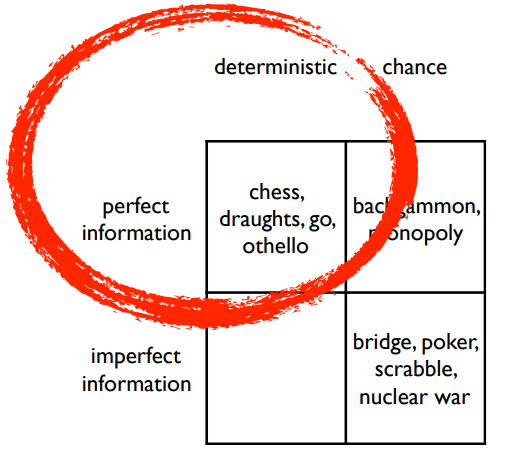 deterministic chance
perfect
information
chess,
draughts, go,
othello
backgammon,
monopoly
imperfect
information
bridge, poker,
scrabble,
nuclear war